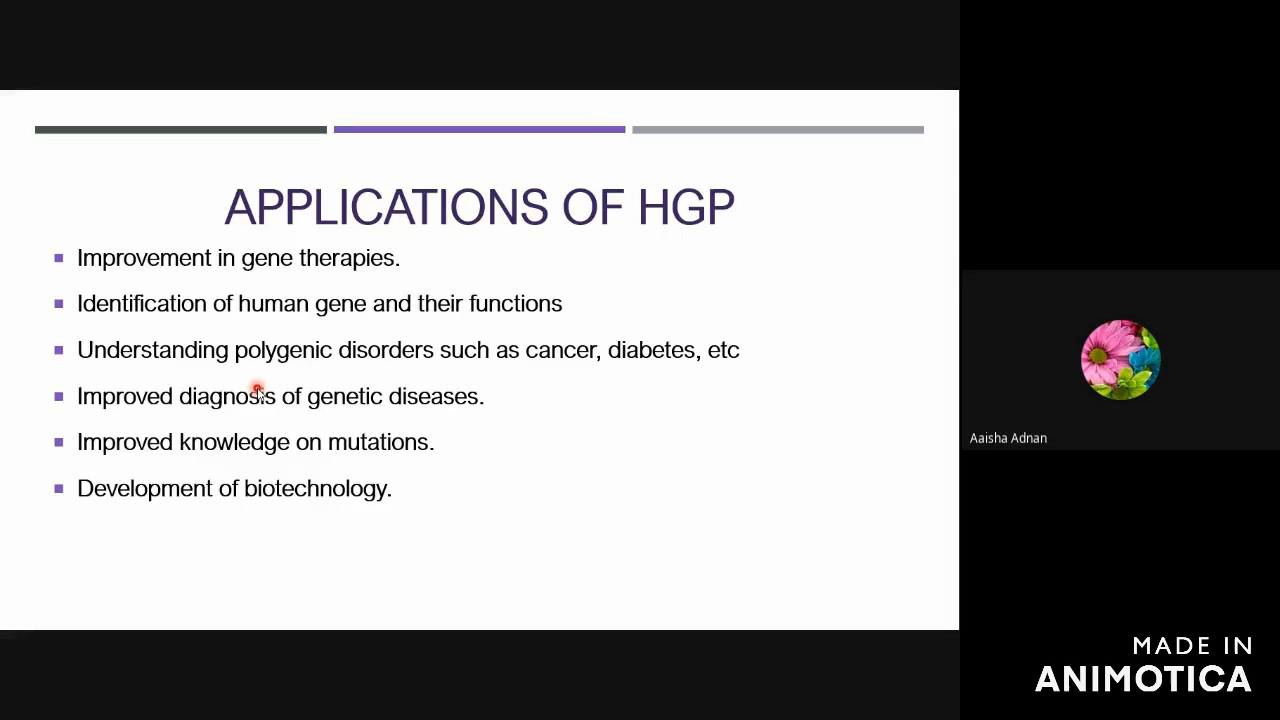 APPLICATIONS OF HGP
Improvement in gene therapies.
Identification of human gene and their functions
Understanding polygenic disorders such as cancer, diabetes, etc
Improved diagnosis of genetic diseases.
Improved knowledge on mutations.
Development of biotechnology.
Aaisha Adnan
MADE IN
ANIMOTICA